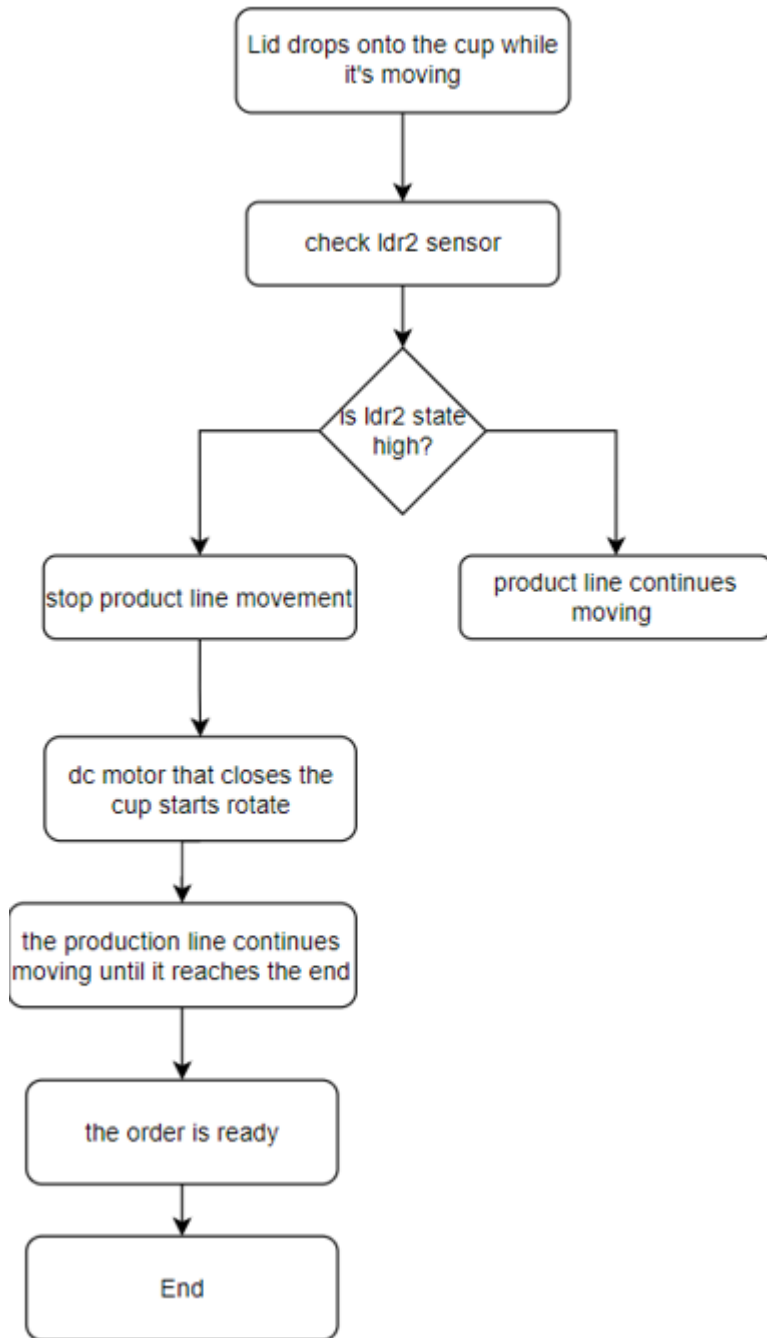 Lid drops onto the cup while
it's moving
check ldr2 sensor
is ldr2 state
high?
stop product line movement
product line continues
moving
dc motor that closes the
cup starts rotate
the production line continues
moving until it reaches the end
the order is ready
End